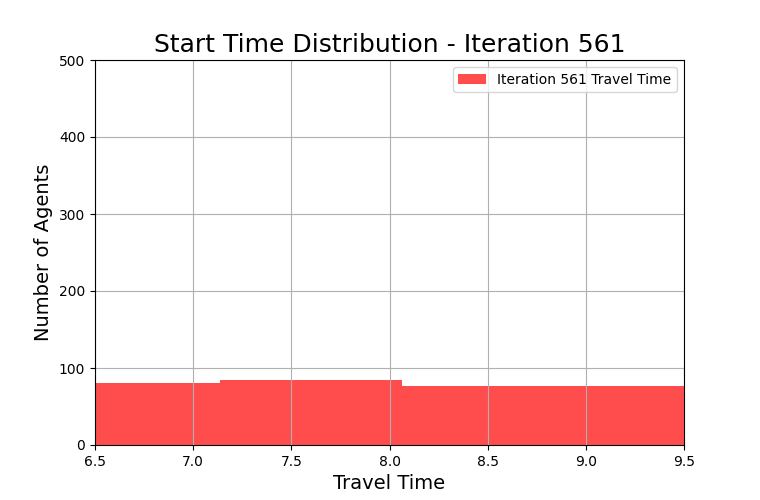 Start Time Distribution - Iteration 561
Iteration 561 Travel Time
Number of Agents
500
400
300
200
100
0
6.5 7.0 7.5 8.0 8.5 9.0 9.5
Travel Time